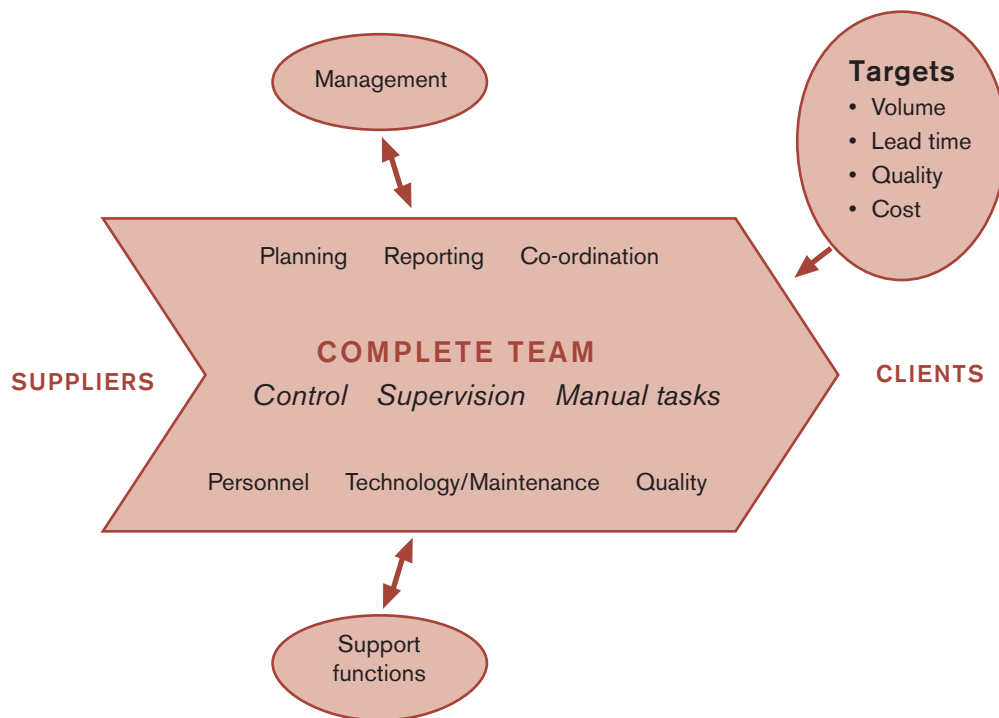 Management
Targets
• Volume
• Lead time
• Quality
• Cost
Planning Reporting Co-ordination
COMPLETE TEAM
SUPPLIERS
CLIENTS
Control Supervision Manual tasks
Personnel Technology/Maintenance Quality
Support
functions